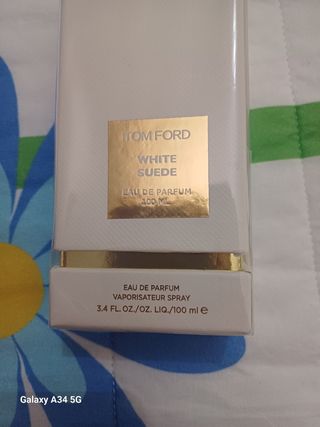 TOM FORD
WHITE
SUEDE
EAU DE PARFUM
100 ML
EAU DE PARFUM
VAPORISATEUR SPRAY
3.4 FL.OZ./OZ. LIQ./100 ml ℮
Galaxy A34 5G